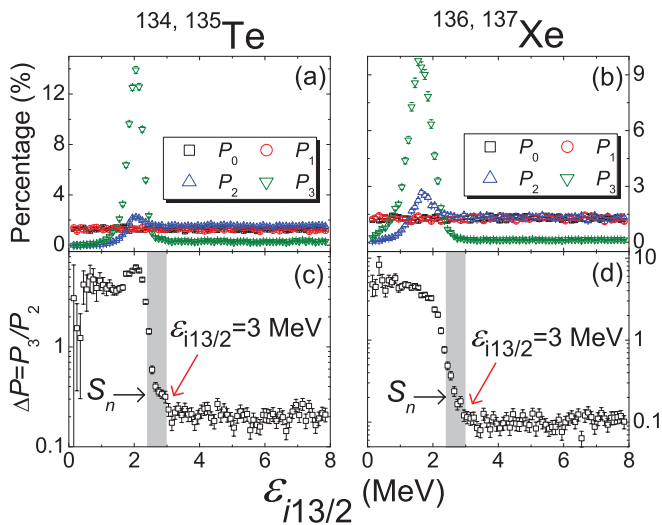 134, 135Te
136, 137Xe
Percentage (%)
12
8
4
0
(a)
P0 P1
P2 P3
(b)
P0 P1
P2 P3
9
6
3
0
ΔP=P3/P2
1
0.1
(c)
εi13/2=3 MeV
Sn
(d)
εi13/2=3 MeV
Sn
10
1
0.1
0 2 4 6 8
0 2 4 6 8
εi13/2 (MeV)